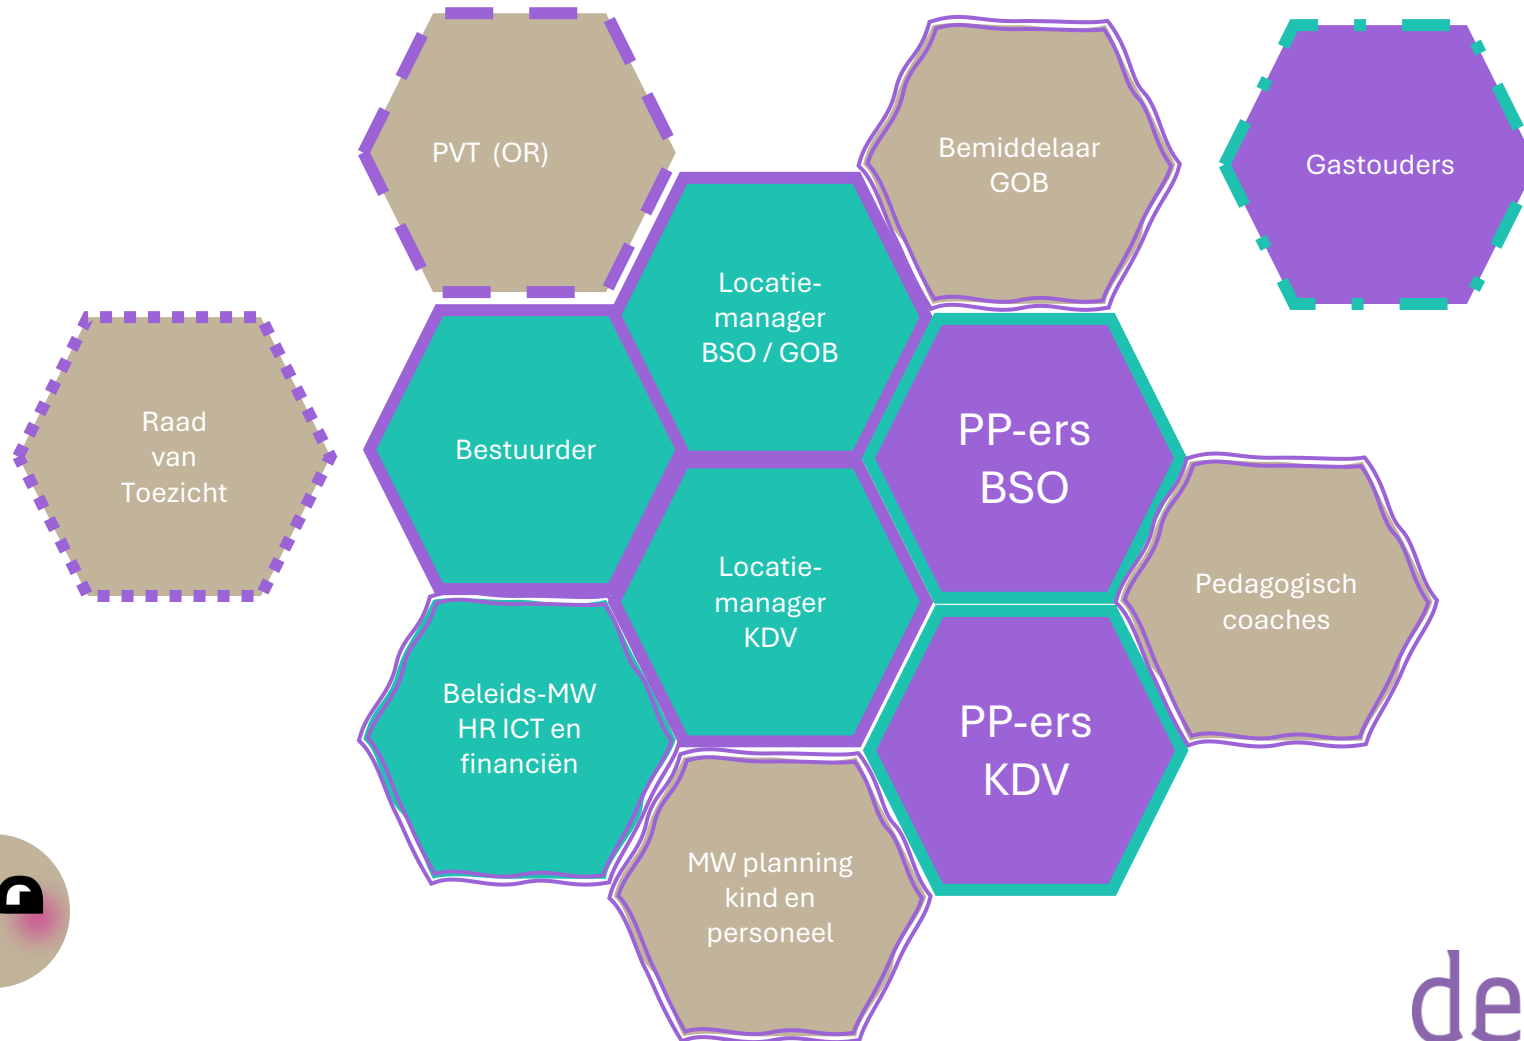 PVT (OR)
Bemiddelaar
GOB
Gastouders
Locatie-
manager
BSO / GOB
Raad
van
Toezicht
Bestuurder
PP-ers
BSO
Locatie-
manager
KDV
Pedagogisch
coaches
Beleids-MW
HR ICT en
financiën
PP-ers
KDV
MW planning
kind en
personeel
de